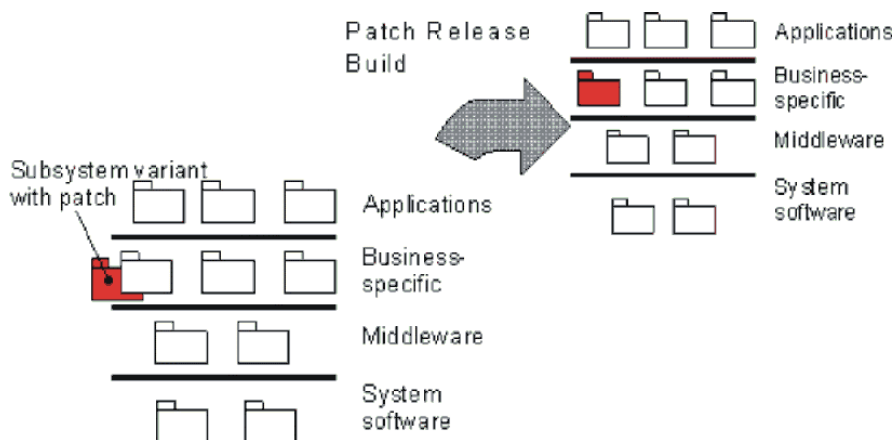 Patch Release
Build
Applications
Business-
specific
Middleware
System
software
Subsystem variant
with patch
Applications
Business-
specific
Middleware
System
software